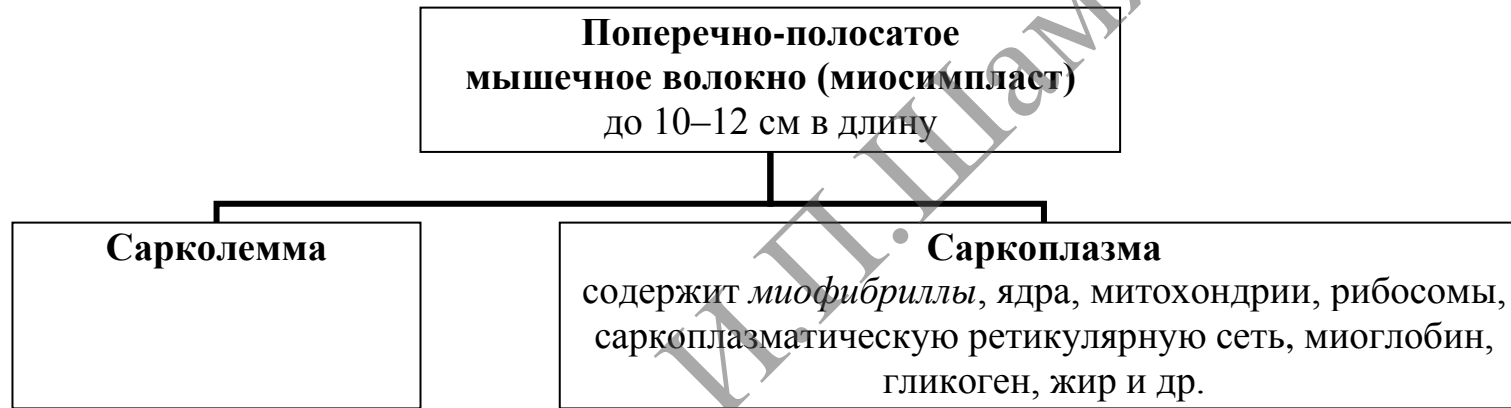 Поперечно-полосатое
мышечное волокно (миосимпласт)
до 10–12 см в длину
Сарколемма
Саркоплазма
содержит миофибриллы, ядра, митохондрии, рибосомы,
саркоплазматическую ретикулярную сеть, миоглобин,
гликоген, жир и др.
И.П.